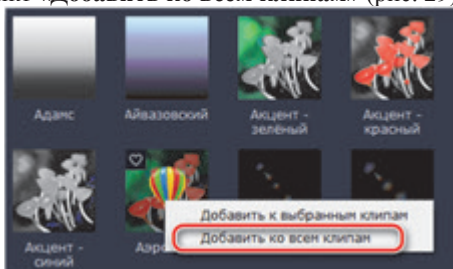 «Добавить ко всем клипам» (рис. 29)
Адамс
Айвазовский
Акцент -
зелёный
Акцент -
красный
Акцент -
синий
Добавить к выбранным клипам
Добавить ко всем клипам